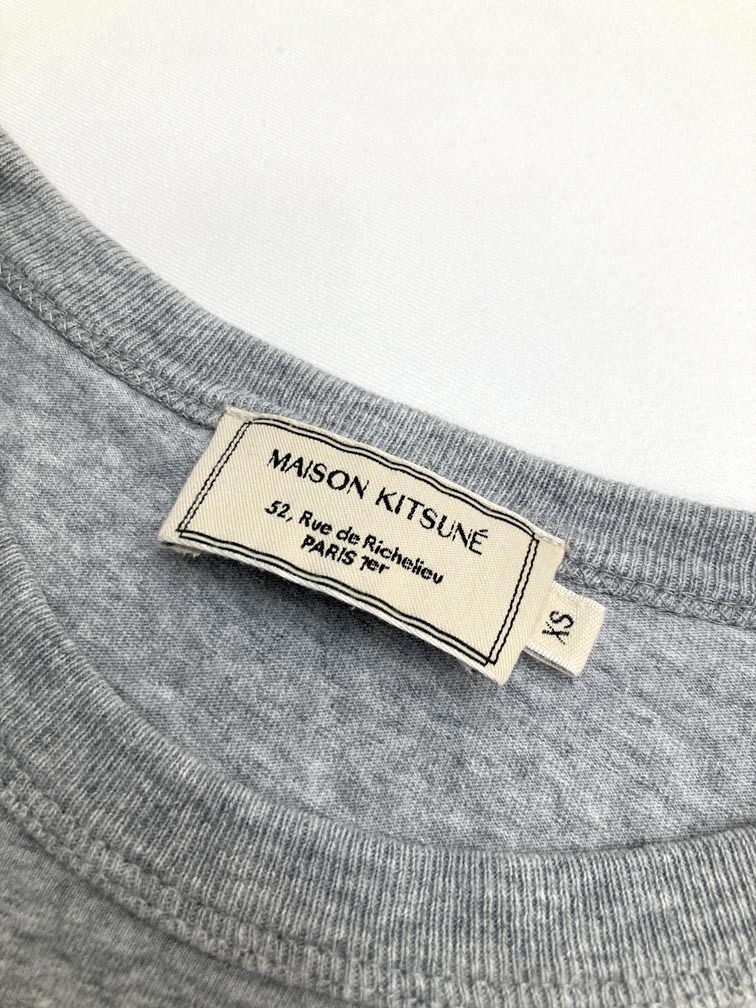 MAISON KITSUNÉ
52, Rue de Richelieu
PARIS 1er
XS